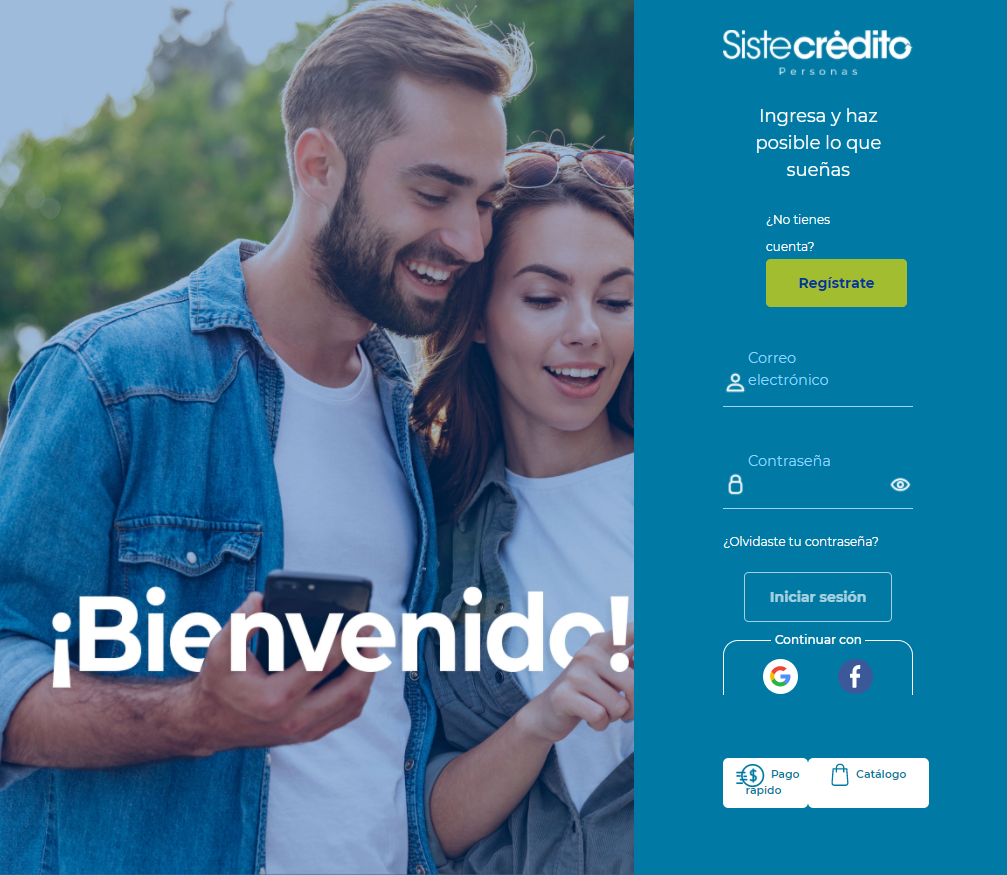 ¡Bienvenido!
Sistecrédito
Personas
Ingresa y haz
posible lo que
sueñas
¿No tienes
cuenta?
Regístrate
Correo
electrónico
Contraseña
¿Olvidaste tu contraseña?
Iniciar sesión
Continuar con
Pago
rápido
Catálogo